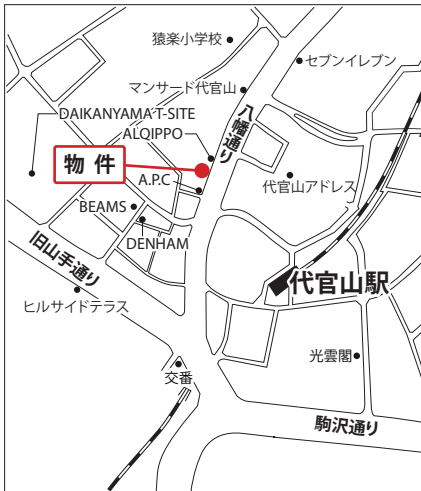 猿楽小学校
セブンイレブン
マンサード代官山
DAIKANYAMA T-SITE
ALQIPPO
八幡通り
物件
A.P.C
代官山アドレス
BEAMS
DENHAM
旧山手通り
代官山駅
ヒルサイドテラス
光雲閣
交番
駒沢通り